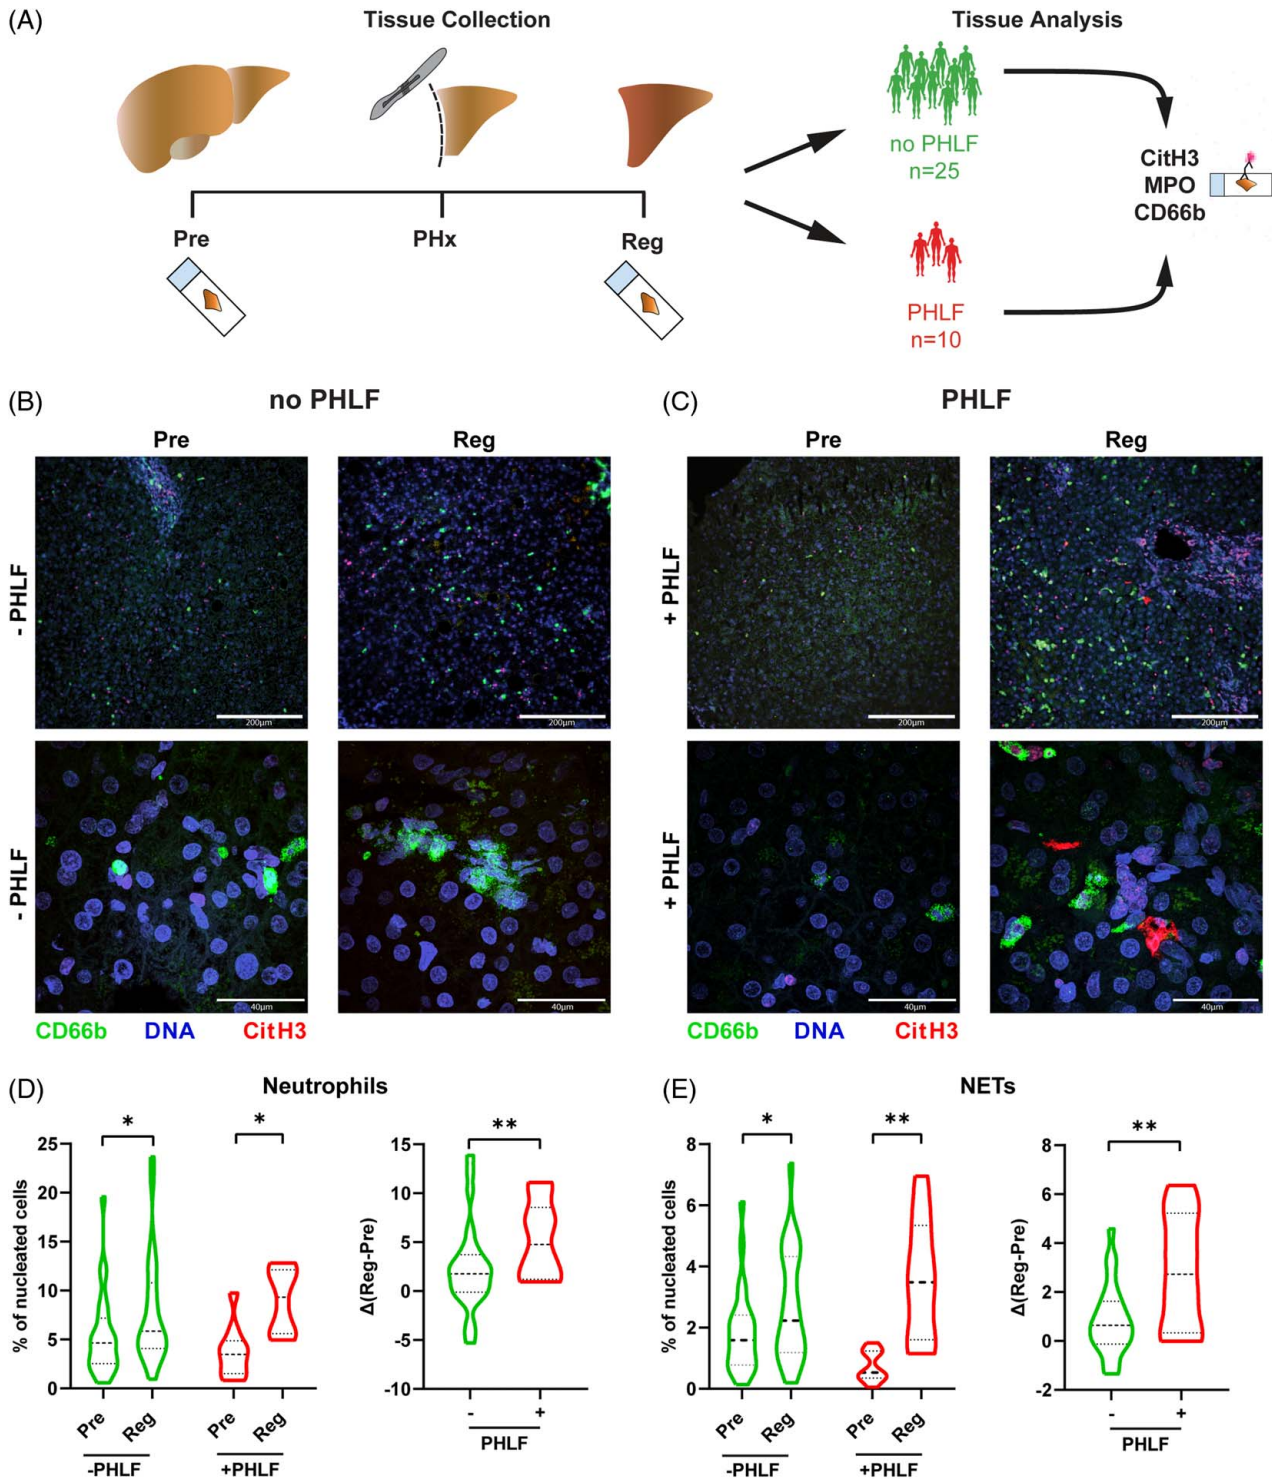 (A)
Tissue Collection
Tissue Analysis
Pre
PHx
Reg
no PHLF
n=25
PHLF
n=10
CitH3
MPO
CD66b
(B)
no PHLF
Pre
Reg
- PHLF
200µm
200µm
- PHLF
40µm
40µm
CD66b DNA CitH3
(C)
PHLF
Pre
Reg
+ PHLF
200µm
200µm
+ PHLF
40µm
40µm
CD66b DNA CitH3
(D)
Neutrophils
% of nucleated cells
25
20
15
10
5
0
*
*
Pre Reg Pre Reg
-PHLF +PHLF
Δ(Reg-Pre)
15
10
5
0
-5
-10
**
- +
PHLF
(E)
NETs
% of nucleated cells
8
6
4
2
0
*
**
Pre Reg Pre Reg
-PHLF +PHLF
Δ(Reg-Pre)
8
6
4
2
0
-2
**
- +
PHLF